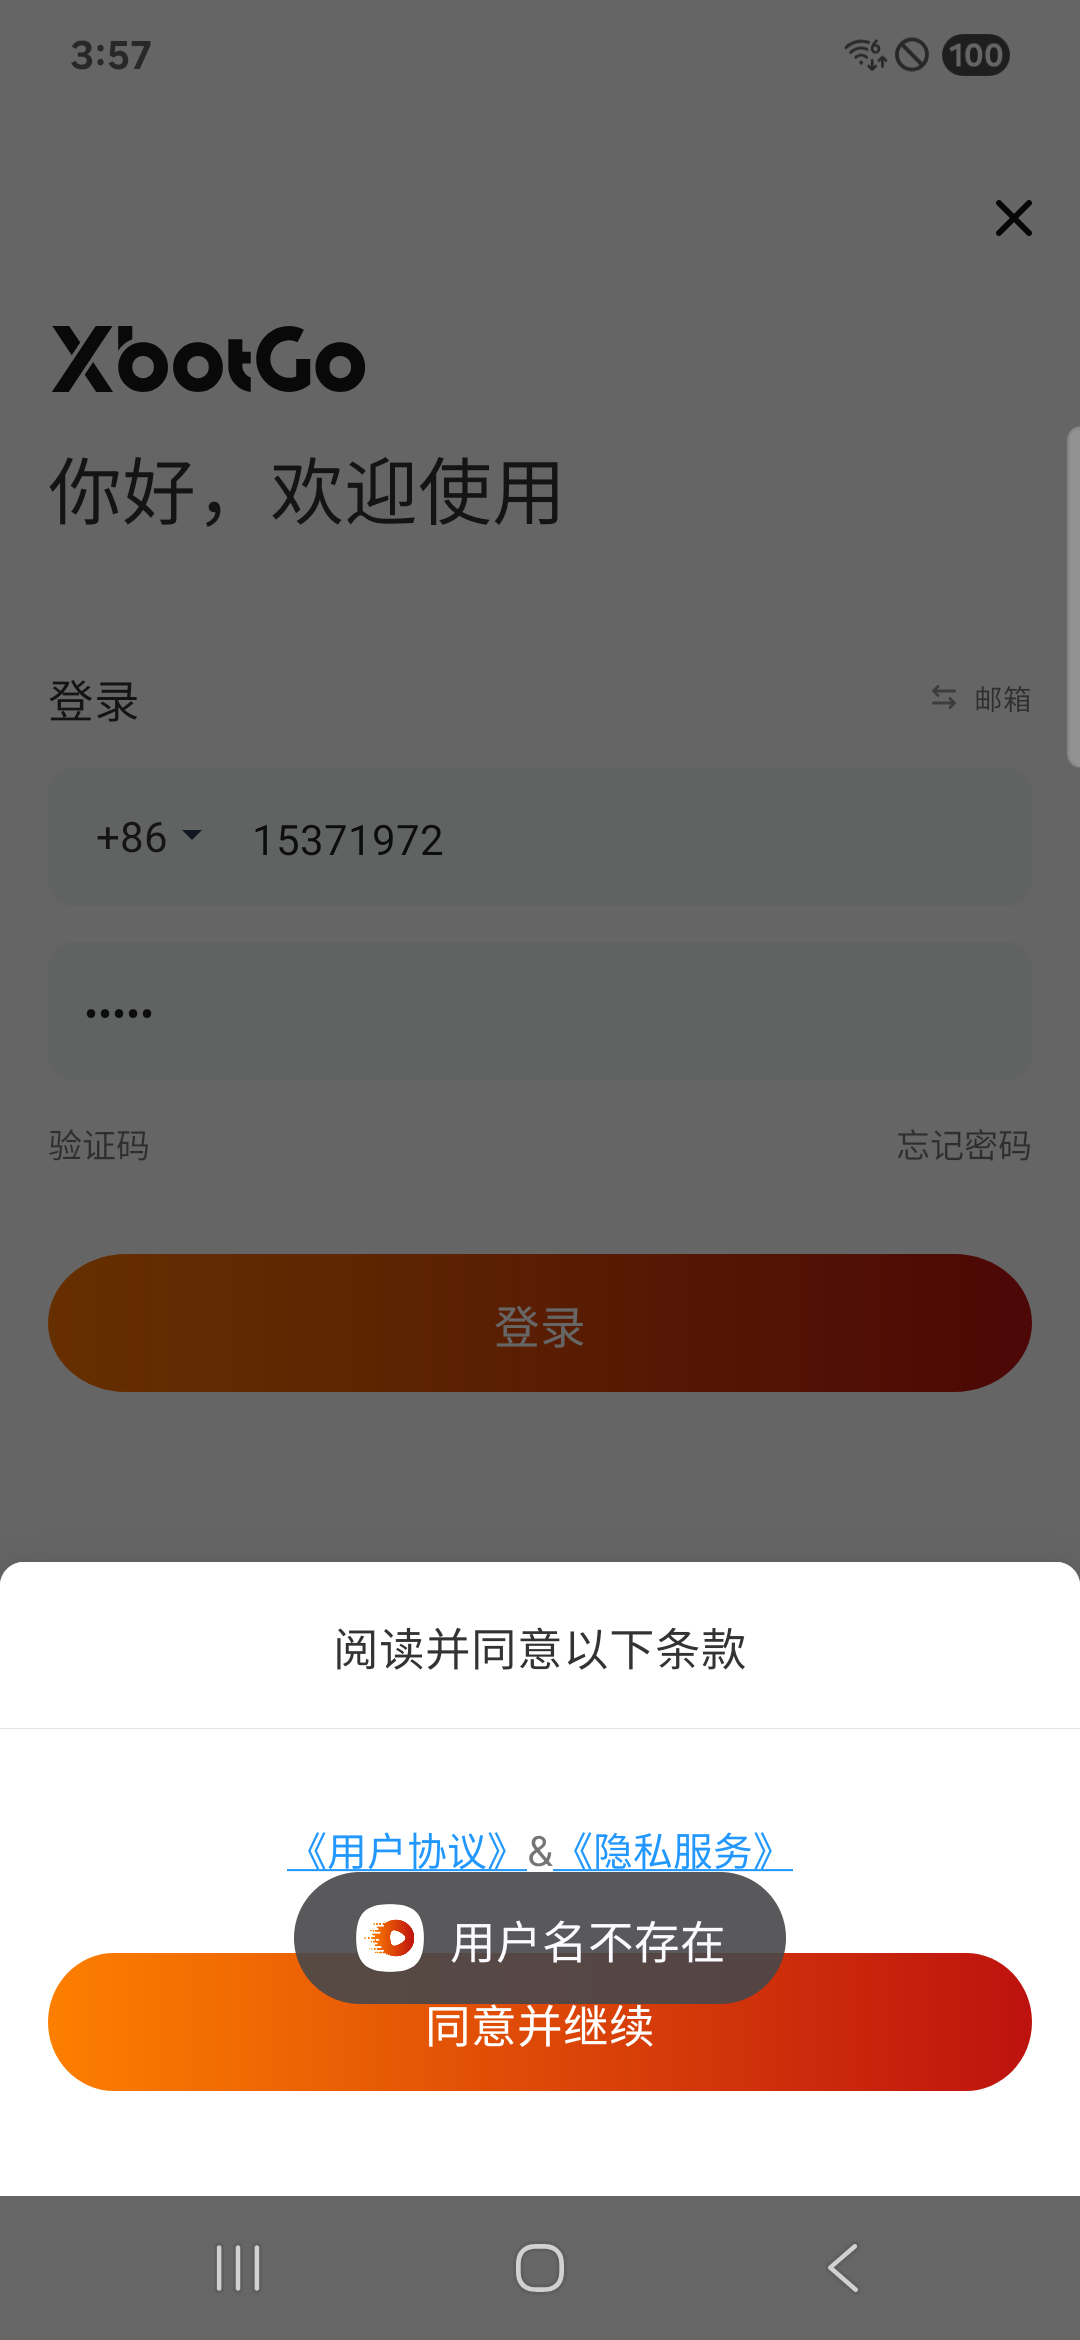 3:57
6
100
XbotGo
你好，欢迎使用
登录
邮箱
+86
15371972
•••••
验证码
忘记密码
登录
阅读并同意以下条款
《用户协议》&《隐私服务》
用户名不存在
同意并继续